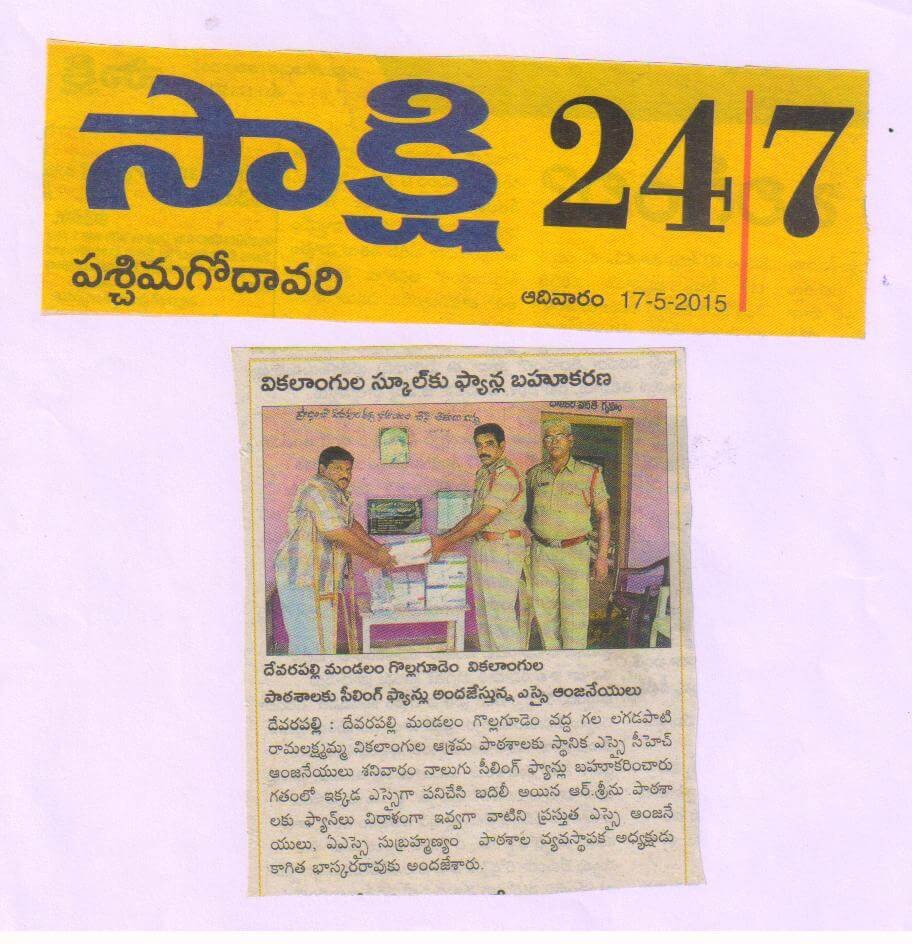 సాక్షి 24|7
పశ్చిమగోదావరి
ఆదివారం 17-5-2015
వికలాంగుల స్కూల్‌కు ఫ్యాన్ల బహూకరణ
దేవరపల్లి మండలం గొల్లగూడెం వికలాంగుల
పాఠశాలకు సీలింగ్ ఫ్యాన్లు అందజేస్తున్న ఎస్సై ఆంజనేయులు
దేవరపల్లి : దేవరపల్లి మండలం గొల్లగూడెం వద్ద గల లగడపాటి
రామలక్ష్మమ్మ వికలాంగుల ఆశ్రమ పాఠశాలకు స్థానిక ఎస్సై సీహెచ్
ఆంజనేయులు శనివారం నాలుగు సీలింగ్ ఫ్యాన్లు బహూకరించారు
గతంలో ఇక్కడ ఎస్సైగా పనిచేసి బదిలీ అయిన ఆర్.శ్రీను పాఠశా
లకు ఫ్యాన్‌లు విరాళంగా ఇవ్వగా వాటిని ప్రస్తుత ఎస్సై ఆంజనే
యులు, ఏఎస్సై సుబ్రహ్మణ్యం పాఠశాల వ్యవస్థాపక అధ్యక్షుడు
కాగిత భాస్కరరావుకు అందజేశారు.